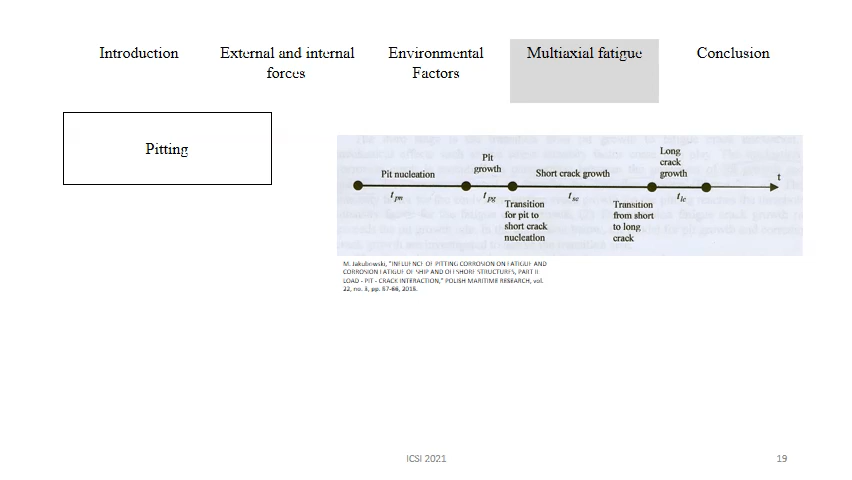 Introduction
External and internal
forces
Environmental
Factors
Multiaxial fatigue
Conclusion
Pitting
Pit nucleation
Pit
growth
Short crack growth
Long
crack
growth
t
tpn
tpg
tsc
tlc
Transition
for pit to
short crack
nucleation
Transition
from short
to long
crack
M. Jakubowski, "INFLUENCE OF PITTING CORROSION ON FATIGUE AND
CORROSION FATIGUE OF SHIP AND OFFSHORE STRUCTURES, PART II
LOAD - PIT - CRACK INTERACTION," POLISH MARITIME RESEARCH, vol.
22, no. 3, pp. 57-66, 2015.
ICSI 2021
19